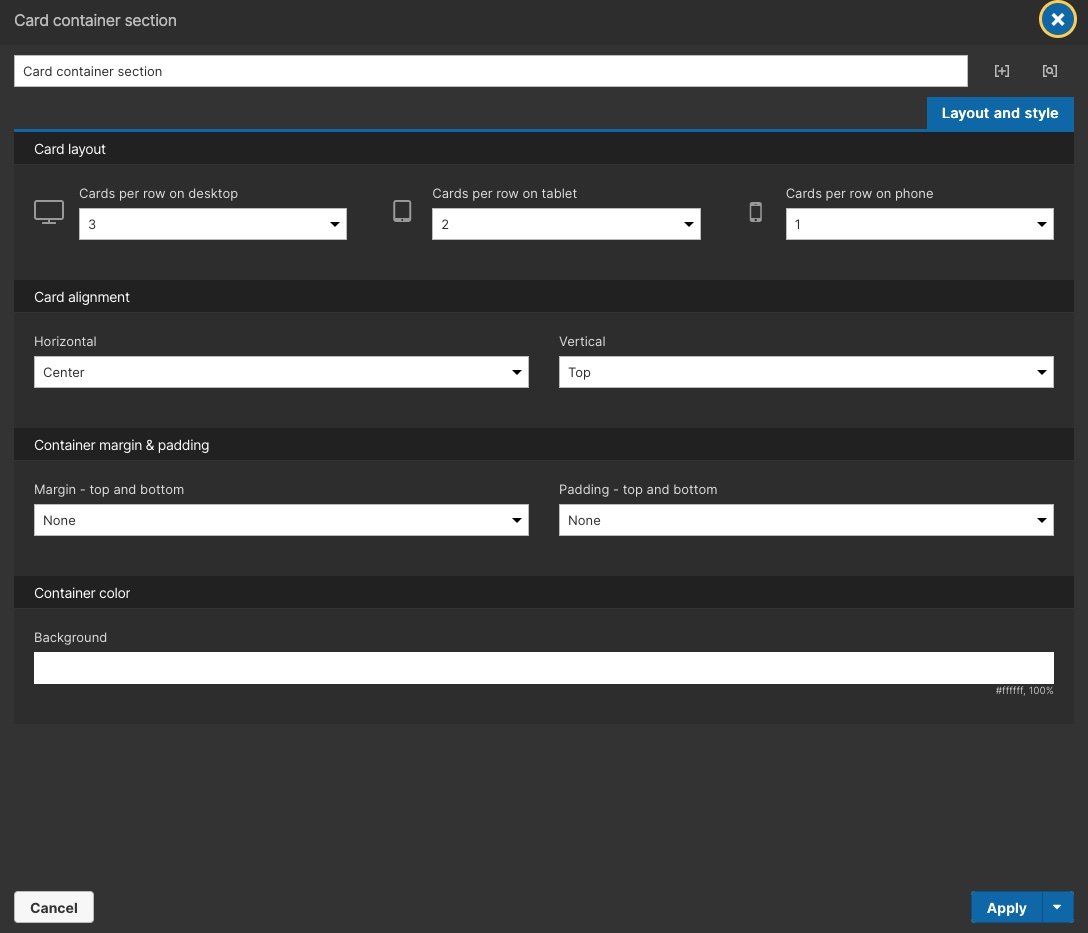 Card container section
Card container section
Layout and style
Card layout
Cards per row on desktop
3
Cards per row on tablet
2
Cards per row on phone
1
Card alignment
Horizontal
Center
Vertical
Top
Container margin & padding
Margin - top and bottom
None
Padding - top and bottom
None
Container color
Background
#ffffff, 100%
Cancel
Apply